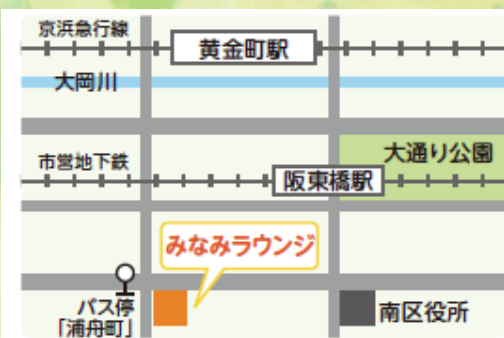 京浜急行線
黄金町駅
大岡川
大通り公園
市営地下鉄
阪東橋駅
みなみラウンジ
バス停
「浦舟町」
南区役所